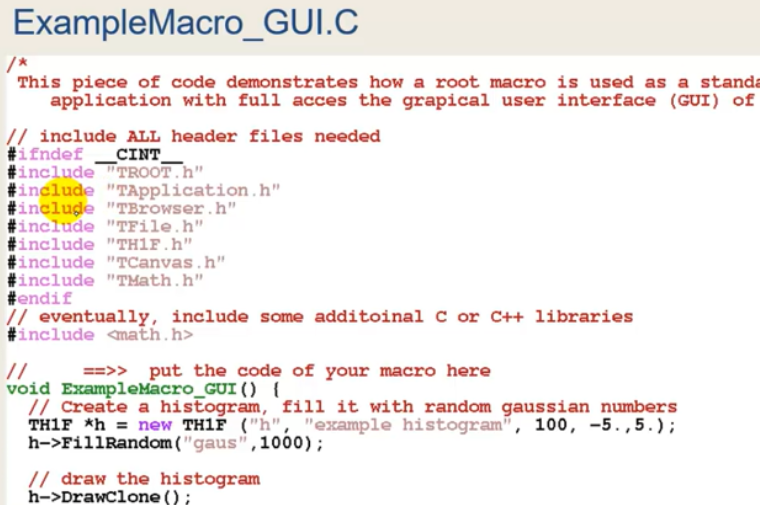 ExampleMacro_GUI.C
/*
This piece of code demonstrates how a root macro is used as a
application with full acces the grapical user interface (GUI) of
// include ALL header files needed
#ifndef __CINT__
#include "TROOT.h"
#include "TApplication.h"
#include "TBrowser.h"
#include "TFile.h"
#include "TH1F.h"
#include "TCanvas.h"
#include "TMath.h"
#endif
// eventually, include some additoinal C or C++ libraries
#include <math.h>
// ==>> put the code of your macro here
void ExampleMacro_GUI() {
// Create a histogram, fill it with random gaussian numbers
TH1F *h = new TH1F ("h", "example histogram", 100, -5.,5.);
h->FillRandom("gaus",1000);
// draw the histogram
h->DrawClone();